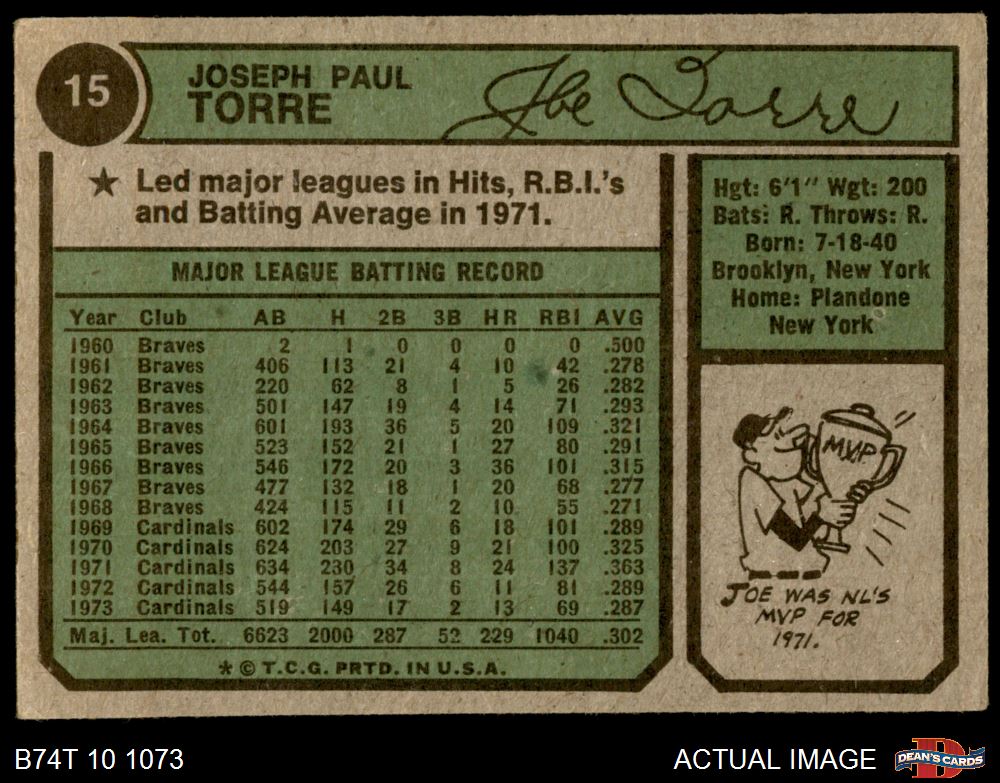 15
JOSEPH PAUL
TORRE
Joe Torre
★ Led major leagues in Hits, R.B.I.'s
and Batting Average in 1971.
MAJOR LEAGUE BATTING RECORD
Year Club AB H 2B 3B HR RBI AVG
1960 Braves 2 1 0 0 0 0 .500
1961 Braves 406 113 21 4 10 42 .278
1962 Braves 220 62 8 1 5 26 .282
1963 Braves 501 147 19 4 14 71 .293
1964 Braves 601 193 36 5 20 109 .321
1965 Braves 523 152 21 1 27 80 .291
1966 Braves 546 172 20 3 36 101 .315
1967 Braves 477 132 18 1 20 68 .277
1968 Braves 424 115 11 2 10 55 .271
1969 Cardinals 602 174 29 6 18 101 .289
1970 Cardinals 624 203 27 9 21 100 .325
1971 Cardinals 634 230 34 8 24 137 .363
1972 Cardinals 544 157 26 6 11 81 .289
1973 Cardinals 519 149 17 2 13 69 .287
Maj. Lea. Tot. 6623 2000 287 52 229 1040 .302
* © T.C.G. PRTD. IN U.S.A.
Hgt: 6'1" Wgt: 200
Bats: R. Throws: R.
Born: 7-18-40
Brooklyn, New York
Home: Plandone
New York
MVP
JOE WAS NL'S
MVP FOR
1971.
B74T 10 1073
ACTUAL IMAGE
D
DEAN'S CARDS